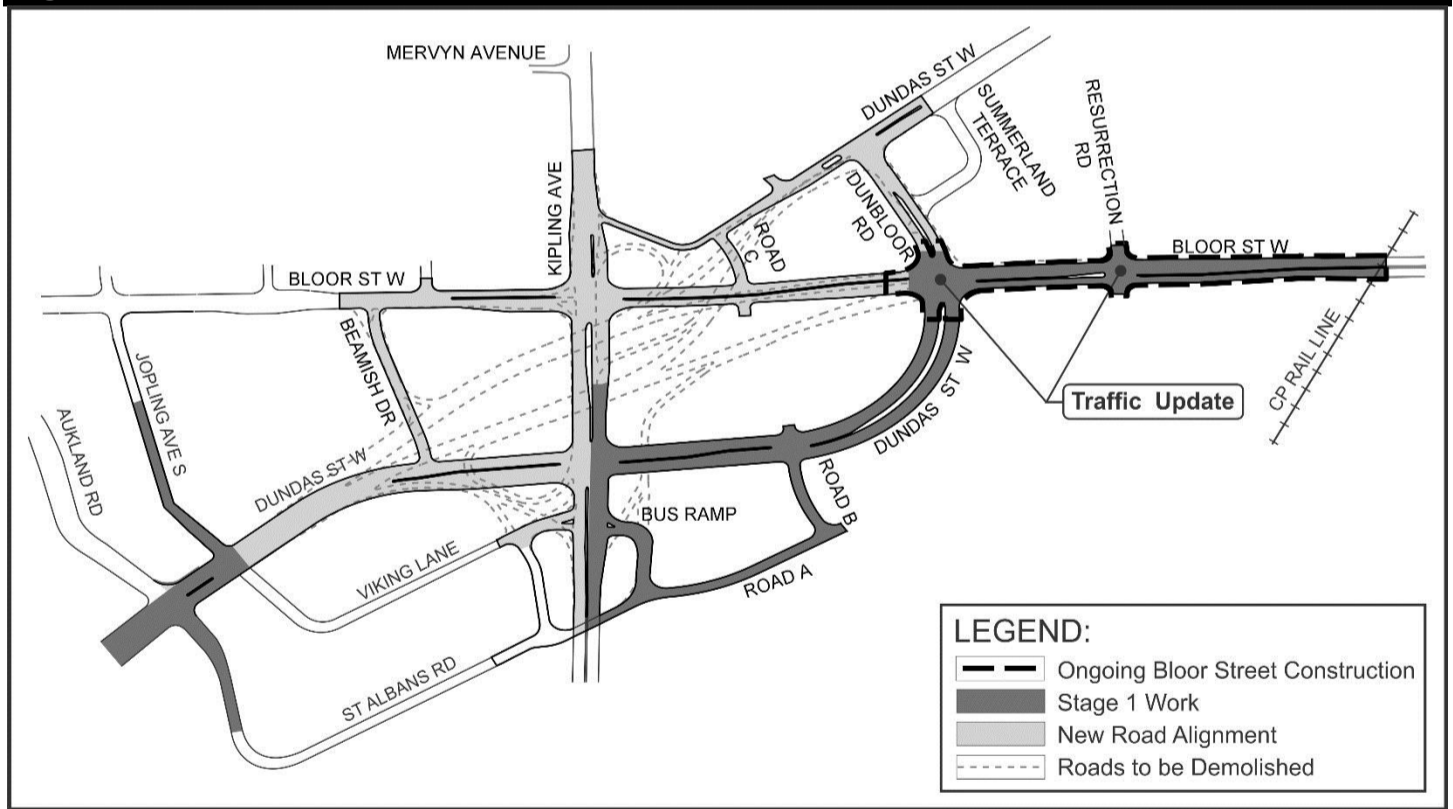 MERVYN AVENUE
DUNDAS ST W
SUMMERLAND
TERRACE
RESURRECTION
RD
KIPLING AVE
DUNBLOOR
RD
ROAD
C
BLOOR ST W
BLOOR ST W
BEAMISH DR
JOPLING AVE S
AUKLAND RD
DUNDAS ST W
DUNDAS ST W
Traffic Update
CP RAIL LINE
ROAD B
BUS RAMP
VIKING LANE
ROAD A
ST ALBANS RD
LEGEND:
Ongoing Bloor Street Construction
Stage 1 Work
New Road Alignment
Roads to be Demolished